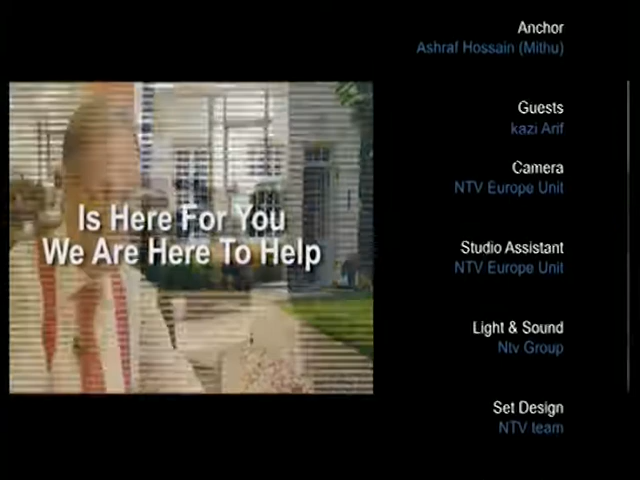 Is Here For You
We Are Here To Help
Anchor
Ashraf Hossain (Mithu)
Guests
kazi Arif
Camera
NTV Europe Unit
Studio Assistant
NTV Europe Unit
Light & Sound
Ntv Group
Set Design
NTV team